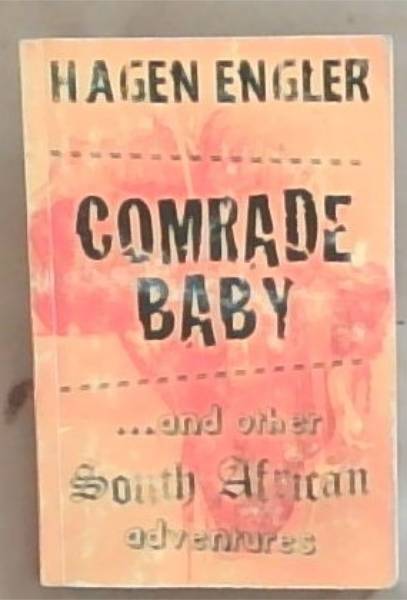 HAGEN ENGLER
COMRADE
BABY
...and other
South African
adventures